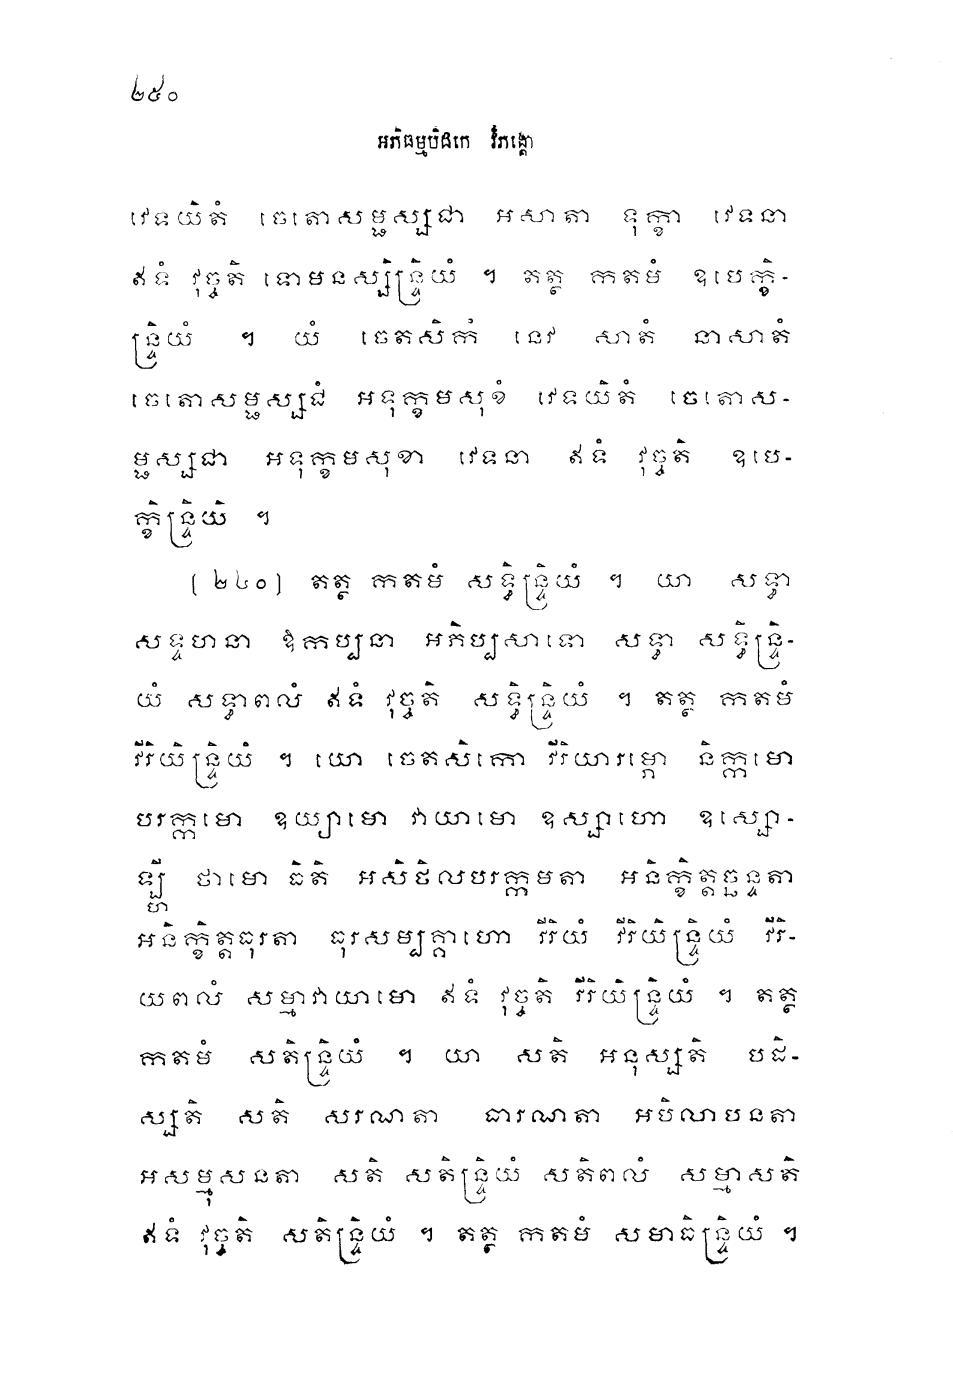 ២៥០
អភិធម្មបិដកេ វិភង្គោ
វេទយិតំ ចេតោសម្ផស្សជា អសាតា ទុក្ខា វេទនា
ឥទំ វុច្ចតិ ទោមនស្សិន្ទ្រិយំ ។ តត្ថ កតមំ ឧបេក្ខិ-
ន្ទ្រិយំ ។ យំ ចេតសិកំ នេវ សាតំ នាសាតំ
ចេតោសម្ផស្សជំ អទុក្ខមសុខំ វេទយិតំ ចេតោស-
ម្ផស្សជា អទុក្ខមសុខា វេទនា ឥទំ វុច្ចតិ ឧបេ-
ក្ខិន្ទ្រិយំ ។
(២៤០) តត្ថ កតមំ សទ្ធិន្ទ្រិយំ ។ យា សទ្ធា
សទ្ទហនា ឱកប្បនា អភិប្បសាទោ សទ្ធា សទ្ធិន្ទ្រិ-
យំ សទ្ធាពលំ ឥទំ វុច្ចតិ សទ្ធិន្ទ្រិយំ ។ តត្ថ កតមំ
វីរិយិន្ទ្រិយំ ។ យោ ចេតសិកោ វីរិយារម្ភោ និក្កមោ
បរក្កមោ ឧយ្យាមោ វាយាមោ ឧស្សាហោ ឧស្សោ-
ឡ្ហី ថាមោ ធិតិ អសិថិលបរក្កមតា អនិក្ខិត្តច្ឆន្ទតា
អនិក្ខិត្តធុរតា ធុរសម្បគ្គាហោ វីរិយំ វីរិយិន្ទ្រិយំ វីរិ-
យពលំ សម្មាវាយាមោ ឥទំ វុច្ចតិ វីរិយិន្ទ្រិយំ ។ តត្ថ
កតមំ សតិន្ទ្រិយំ ។ យា សតិ អនុស្សតិ បដិ-
ស្សតិ សតិ សរណតា ធារណតា អបិលាបនតា
អសម្មុសនតា សតិ សតិន្ទ្រិយំ សតិពលំ សម្មាសតិ
ឥទំ វុច្ចតិ សតិន្ទ្រិយំ ។ តត្ថ កតមំ សមាធិន្ទ្រិយំ ។